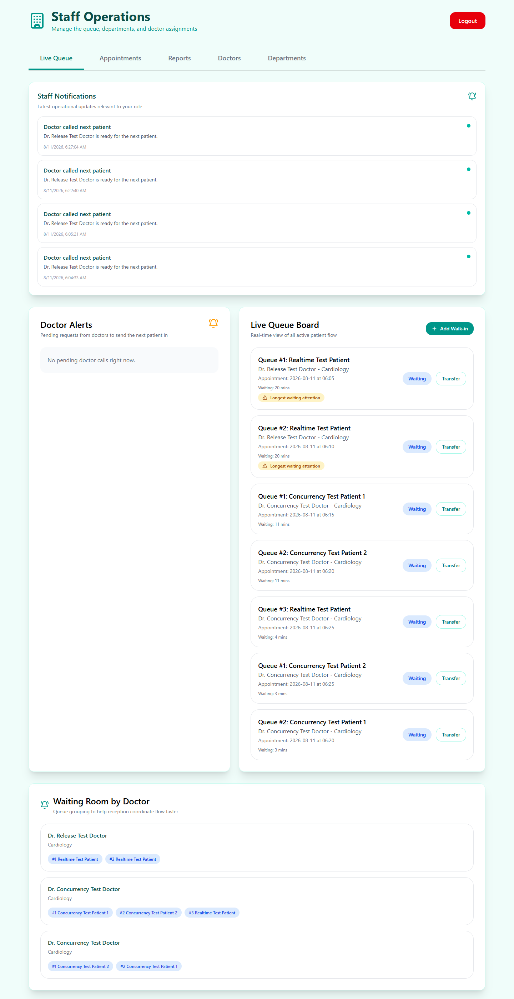 Staff Operations
Manage the queue, departments, and doctor assignments
Logout
Live Queue
Appointments
Reports
Doctors
Departments
Staff Notifications
Latest operational updates relevant to your role
Doctor called next patient
Dr. Release Test Doctor is ready for the next patient.
8/11/2026, 6:27:04 AM
Doctor called next patient
Dr. Release Test Doctor is ready for the next patient.
8/11/2026, 6:22:40 AM
Doctor called next patient
Dr. Release Test Doctor is ready for the next patient.
8/11/2026, 6:05:21 AM
Doctor called next patient
Dr. Release Test Doctor is ready for the next patient.
8/11/2026, 6:04:33 AM
Doctor Alerts
Pending requests from doctors to send the next patient in
No pending doctor calls right now.
Live Queue Board
Real-time view of all active patient flow
+ Add Walk-in
Queue #1: Realtime Test Patient
Dr. Release Test Doctor - Cardiology
Appointment: 2026-08-11 at 06:05
Waiting: 20 mins
Longest waiting attention
Waiting
Transfer
Queue #2: Realtime Test Patient
Dr. Release Test Doctor - Cardiology
Appointment: 2026-08-11 at 06:10
Waiting: 20 mins
Longest waiting attention
Waiting
Transfer
Queue #1: Concurrency Test Patient 1
Dr. Concurrency Test Doctor - Cardiology
Appointment: 2026-08-11 at 06:15
Waiting: 11 mins
Waiting
Transfer
Queue #2: Concurrency Test Patient 2
Dr. Concurrency Test Doctor - Cardiology
Appointment: 2026-08-11 at 06:20
Waiting: 11 mins
Waiting
Transfer
Queue #3: Realtime Test Patient
Dr. Concurrency Test Doctor - Cardiology
Appointment: 2026-08-11 at 06:25
Waiting: 4 mins
Waiting
Transfer
Queue #1: Concurrency Test Patient 2
Dr. Concurrency Test Doctor - Cardiology
Appointment: 2026-08-11 at 06:25
Waiting: 3 mins
Waiting
Transfer
Queue #2: Concurrency Test Patient 1
Dr. Concurrency Test Doctor - Cardiology
Appointment: 2026-08-11 at 06:20
Waiting: 3 mins
Waiting
Transfer
Waiting Room by Doctor
Queue grouping to help reception coordinate flow faster
Dr. Release Test Doctor
Cardiology
#1 Realtime Test Patient
#2 Realtime Test Patient
Dr. Concurrency Test Doctor
Cardiology
#1 Concurrency Test Patient 1
#2 Concurrency Test Patient 2
#3 Realtime Test Patient
Dr. Concurrency Test Doctor
Cardiology
#1 Concurrency Test Patient 2
#2 Concurrency Test Patient 1